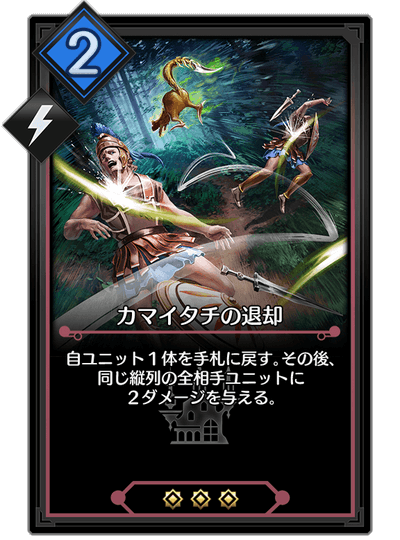 2
カマイタチの退却
自ユニット１体を手札に戻す。その後、
同じ縦列の全相手ユニットに
２ダメージを与える。